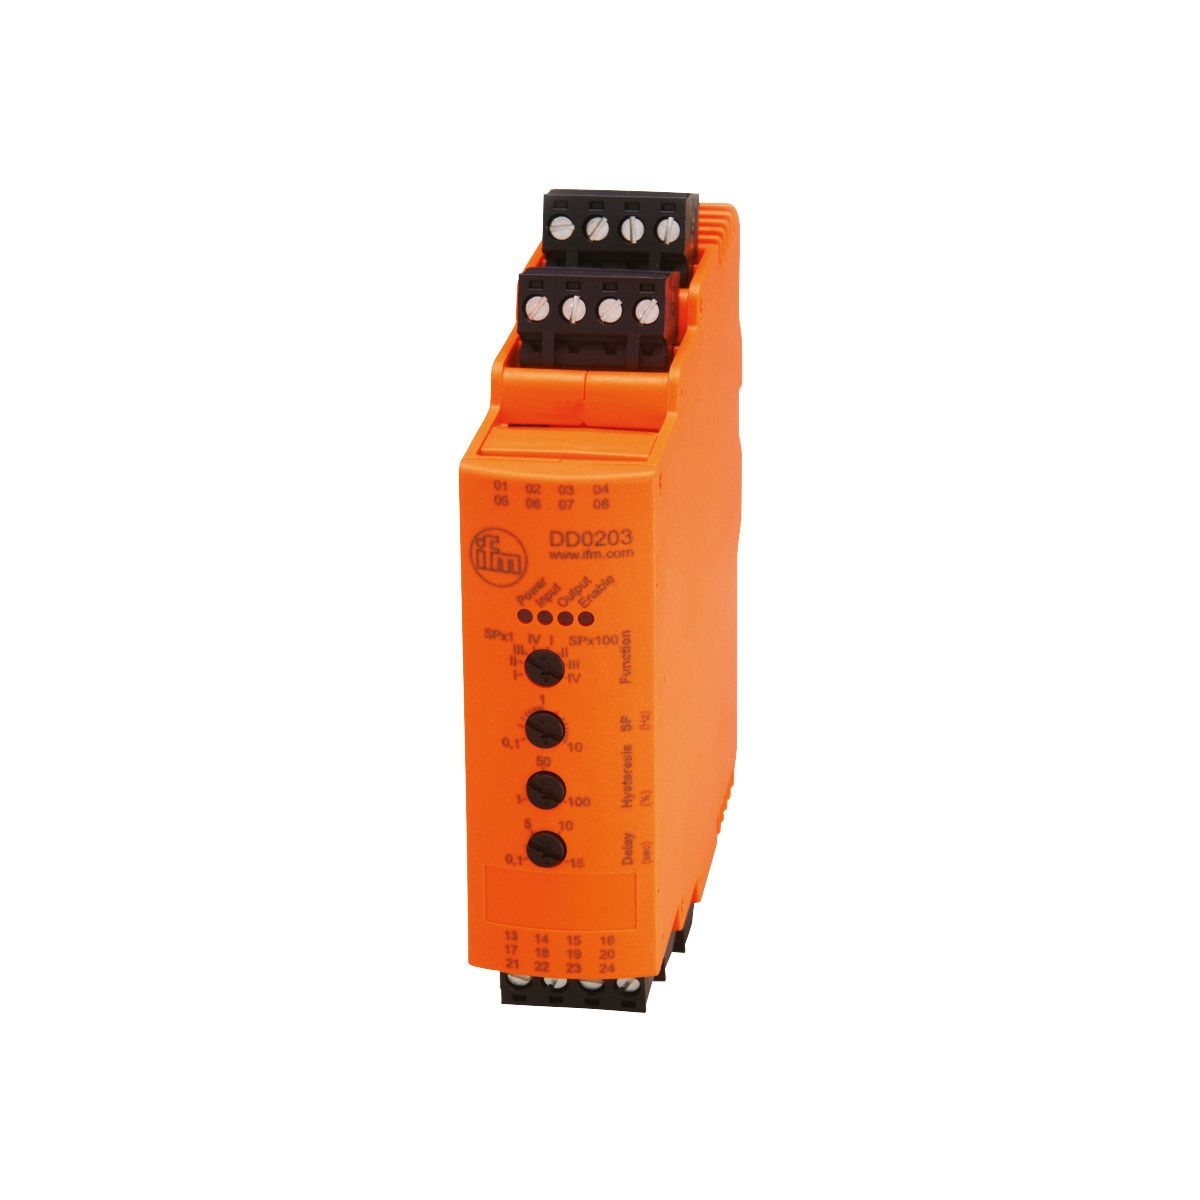 01 02 03 04
05 06 07 08
ifm
DD0203
www.ifm.com
Power Input Output Enable
SPx1 IV I SPx100
III II
II III
I IV
Function
1
0,1 10
SP (Hz)
50
1 100
Hysteresis (%)
5 10
0,1 15
Delay (sec)
13 14 15 16
17 18 19 20
21 22 23 24